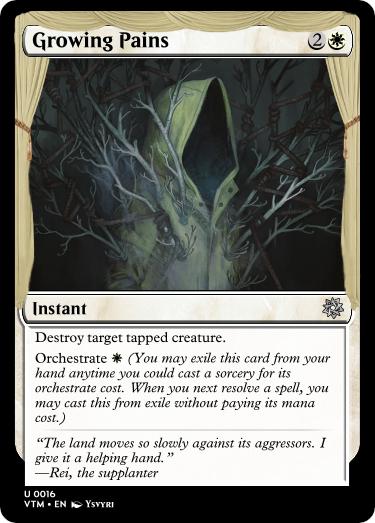 Growing Pains
2
Instant
Destroy target tapped creature.
Orchestrate (You may exile this card from your
hand anytime you could cast a sorcery for its
orchestrate cost. When you next resolve a spell, you
may cast this from exile without paying its mana
cost.)
“The land moves so slowly against its aggressors. I
give it a helping hand.”
—Rei, the supplanter
U 0016
VTM • EN Ysvyri